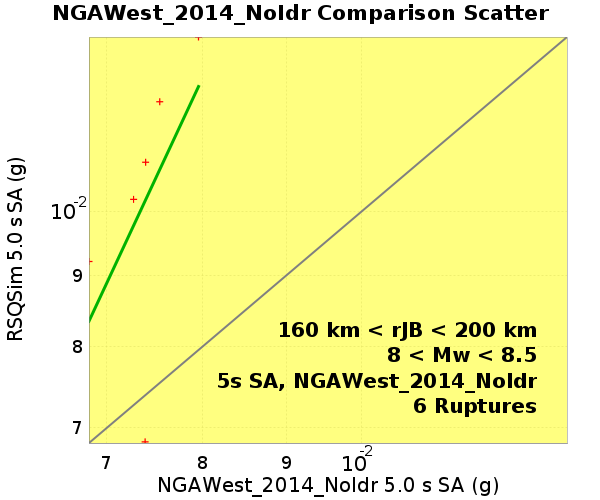 NGAWest_2014_NoIdr Comparison Scatter
RSQSim 5.0 s SA (g)
10-2
9
8
7
160 km < rJB < 200 km
8 < Mw < 8.5
5s SA, NGAWest_2014_NoIdr
6 Ruptures
7 8 9 10-2
NGAWest_2014_NoIdr 5.0 s SA (g)